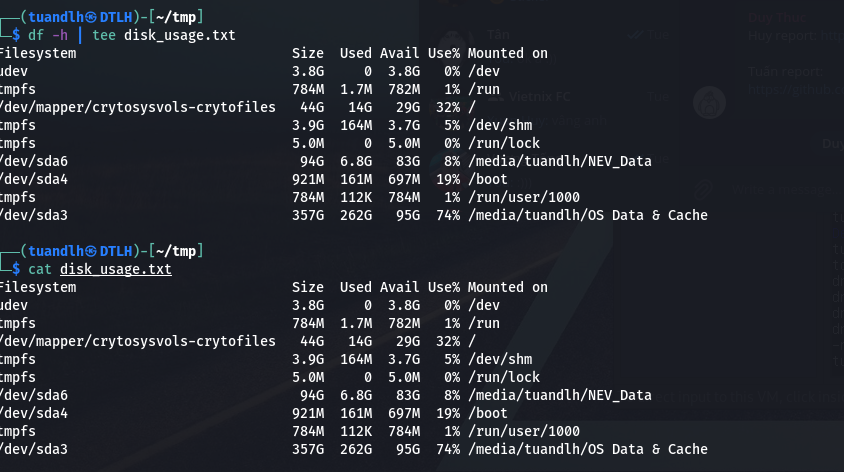 (tuandlh㉿DTLH)-[~/tmp]
$ df -h | tee disk_usage.txt
Filesystem Size Used Avail Use% Mounted on
udev 3.8G 0 3.8G 0% /dev
tmpfs 784M 1.7M 782M 1% /run
/dev/mapper/crytosysvols-crytofiles 44G 14G 29G 32% /
tmpfs 3.9G 164M 3.7G 5% /dev/shm
tmpfs 5.0M 0 5.0M 0% /run/lock
/dev/sda6 94G 6.8G 83G 8% /media/tuandlh/NEV_Data
/dev/sda4 921M 161M 697M 19% /boot
tmpfs 784M 112K 784M 1% /run/user/1000
/dev/sda3 357G 262G 95G 74% /media/tuandlh/OS Data & Cache
(tuandlh㉿DTLH)-[~/tmp]
$ cat disk_usage.txt
Filesystem Size Used Avail Use% Mounted on
udev 3.8G 0 3.8G 0% /dev
tmpfs 784M 1.7M 782M 1% /run
/dev/mapper/crytosysvols-crytofiles 44G 14G 29G 32% /
tmpfs 3.9G 164M 3.7G 5% /dev/shm
tmpfs 5.0M 0 5.0M 0% /run/lock
/dev/sda6 94G 6.8G 83G 8% /media/tuandlh/NEV_Data
/dev/sda4 921M 161M 697M 19% /boot
tmpfs 784M 112K 784M 1% /run/user/1000
/dev/sda3 357G 262G 95G 74% /media/tuandlh/OS Data & Cache
Tân
Tue
Vietnix FC
Huy report:
Tuấn report: